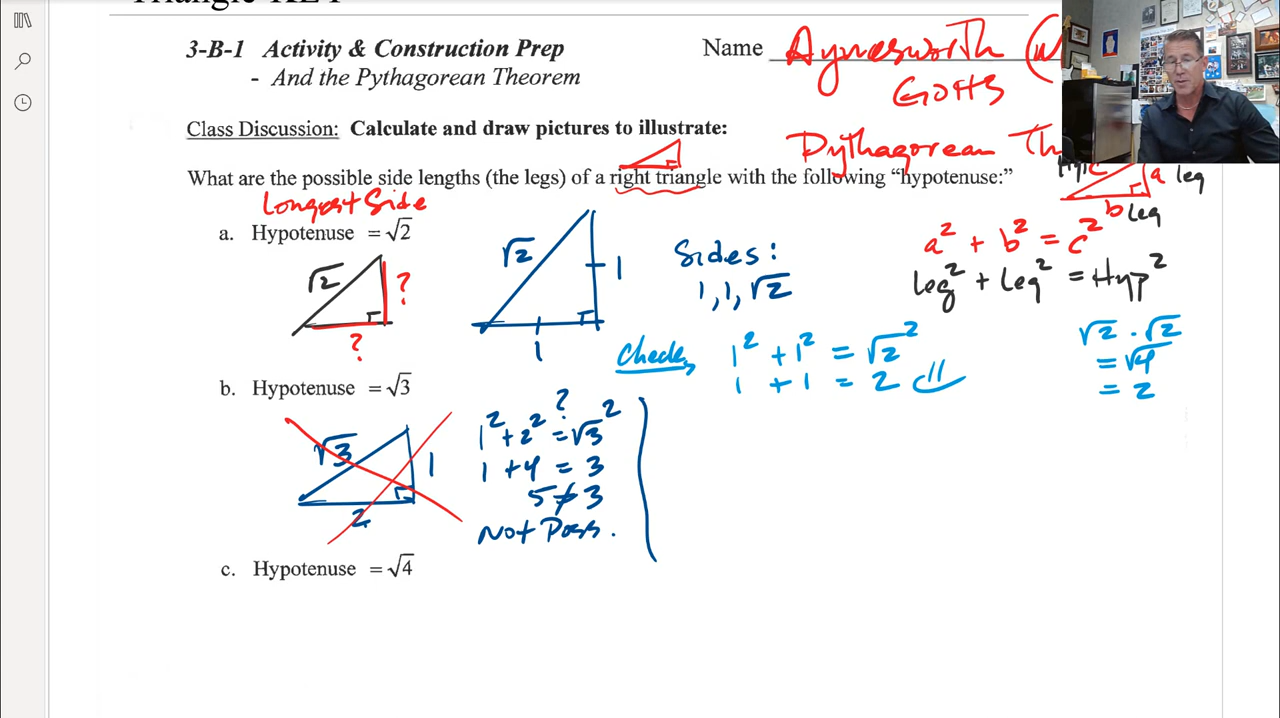 3-B-1 Activity & Construction Prep
Name Aynesworth
- And the Pythagorean Theorem
GOHS
Class Discussion: Calculate and draw pictures to illustrate:
Pythagorean Th
What are the possible side lengths (the legs) of a right triangle with the following “hypotenuse:”
c a leg
b leg
Longest Side
a. Hypotenuse = √2
√2 ? ?
√2 1 1
Sides:
1, 1, √2
a² + b² = c²
leg² + Leg² = Hyp²
Check,
1² + 1² = √2²
1 + 1 = 2
√2 · √2
= √4
= 2
b. Hypotenuse = √3
√3 1 2
1² + 2² ?= √3²
1 + 4 = 3
5 ≠ 3
Not Poss.
c. Hypotenuse = √4